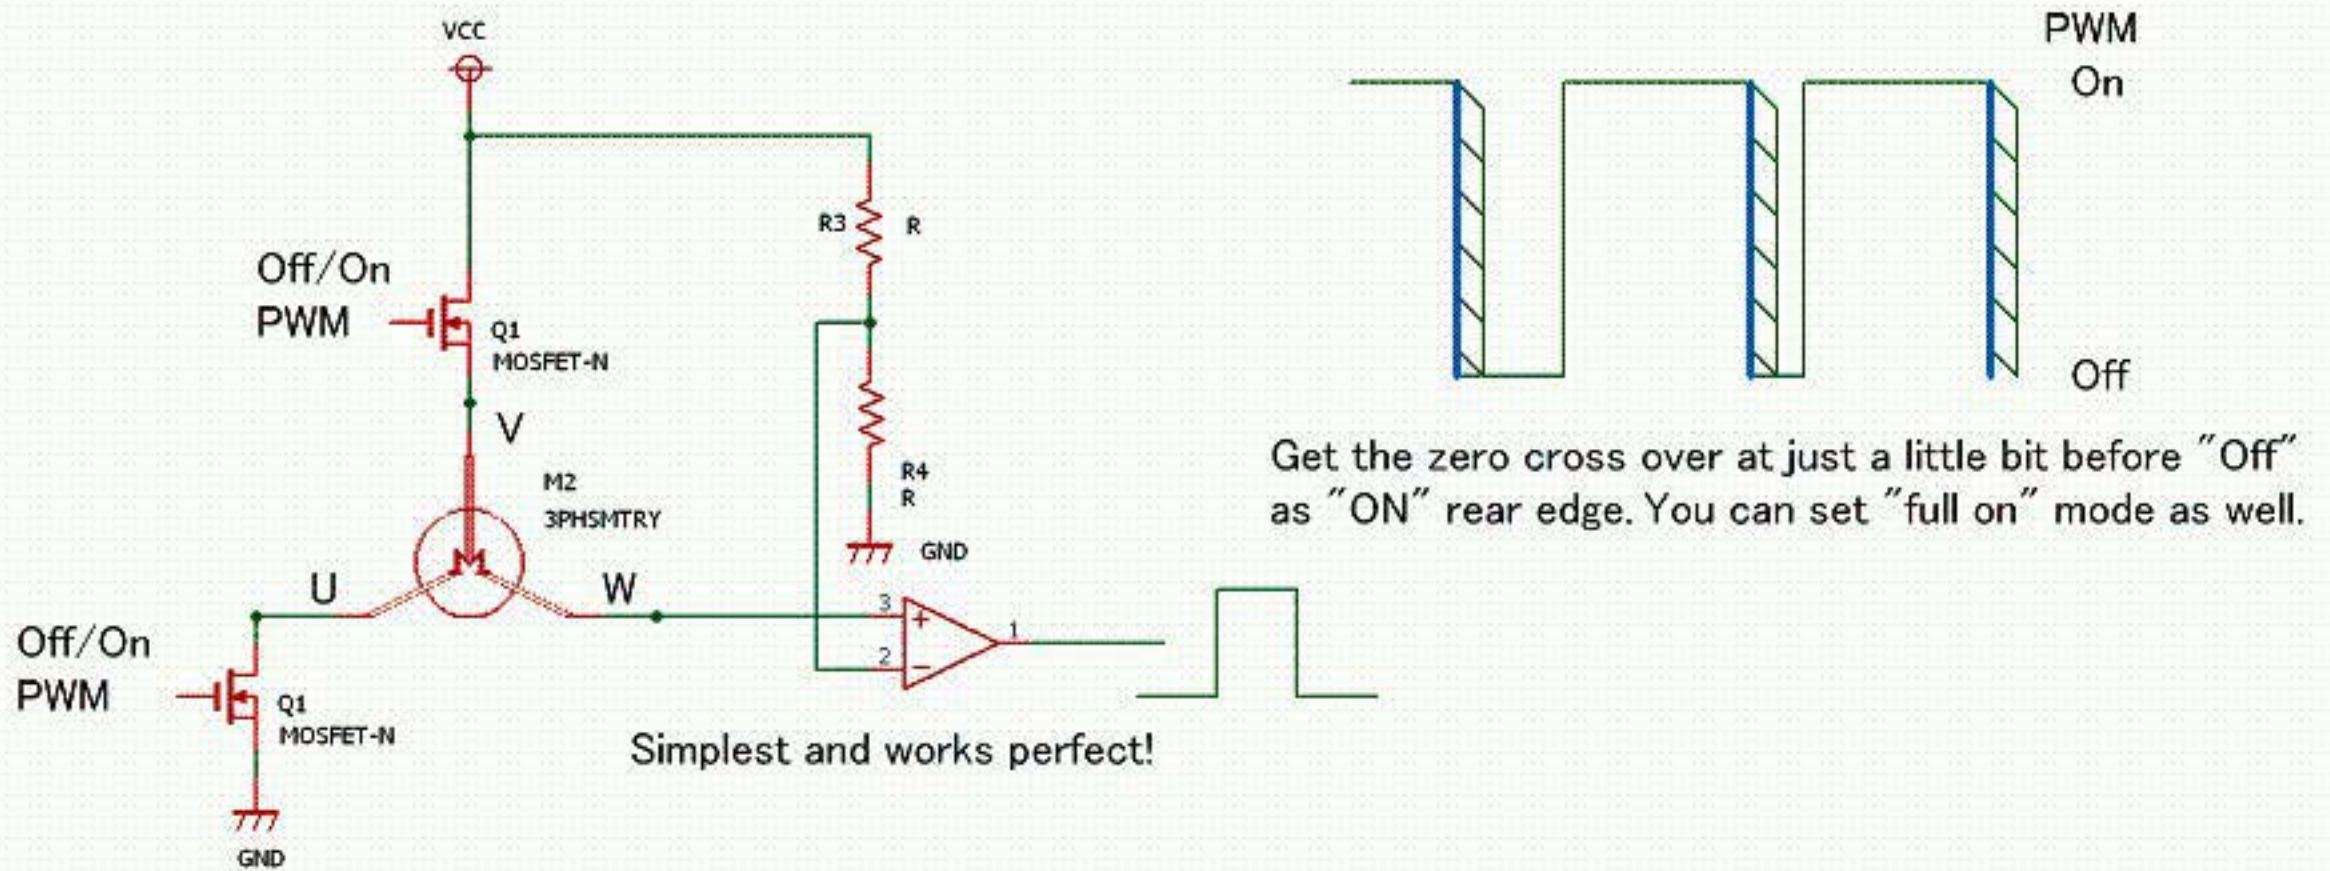 VCC
PWM
On
R3
R
Off/On
PWM
Q1
MOSFET-N
Off
V
R4
R
M2
3PHSMTRY
GND
Get the zero cross over at just a little bit before "Off"
as "ON" rear edge. You can set "full on" mode as well.
M
U
W
3
+
1
2
−
Off/On
PWM
Q1
MOSFET-N
Simplest and works perfect!
GND